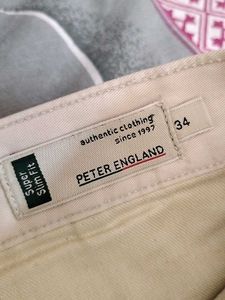 authentic clothing
since 1997
PETER ENGLAND
34
Super
Slim Fit